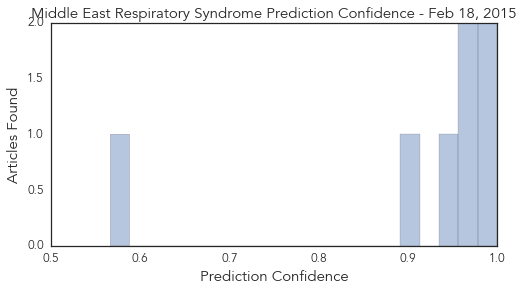 Middle East Respiratory Syndrome Prediction Confidence - Feb 18, 2015
2.0
1.5
1.0
0.5
0.0
Articles Found
0.5 0.6 0.7 0.8 0.9 1.0
Prediction Confidence